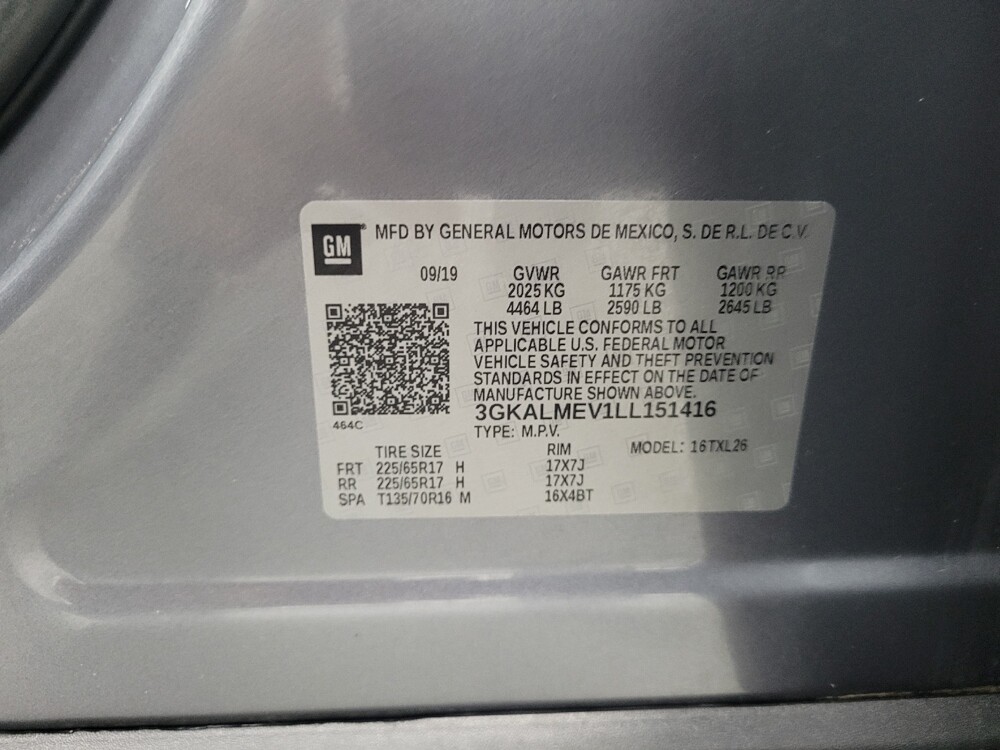 GM MFD BY GENERAL MOTORS DE MEXICO, S. DE R.L. DE C.V.
09/19 GVWR GAWR FRT GAWR RR
2025 KG 1175 KG 1200 KG
4464 LB 2590 LB 2645 LB
THIS VEHICLE CONFORMS TO ALL
APPLICABLE U.S. FEDERAL MOTOR
VEHICLE SAFETY AND THEFT PREVENTION
STANDARDS IN EFFECT ON THE DATE OF
MANUFACTURE SHOWN ABOVE.
3GKALMEV1LL151416
464C
TYPE: M.P.V.
TIRE SIZE RIM MODEL: 16TXL26
FRT 225/65R17 H 17X7J
RR 225/65R17 H 17X7J
SPA T135/70R16 M 16X4BT